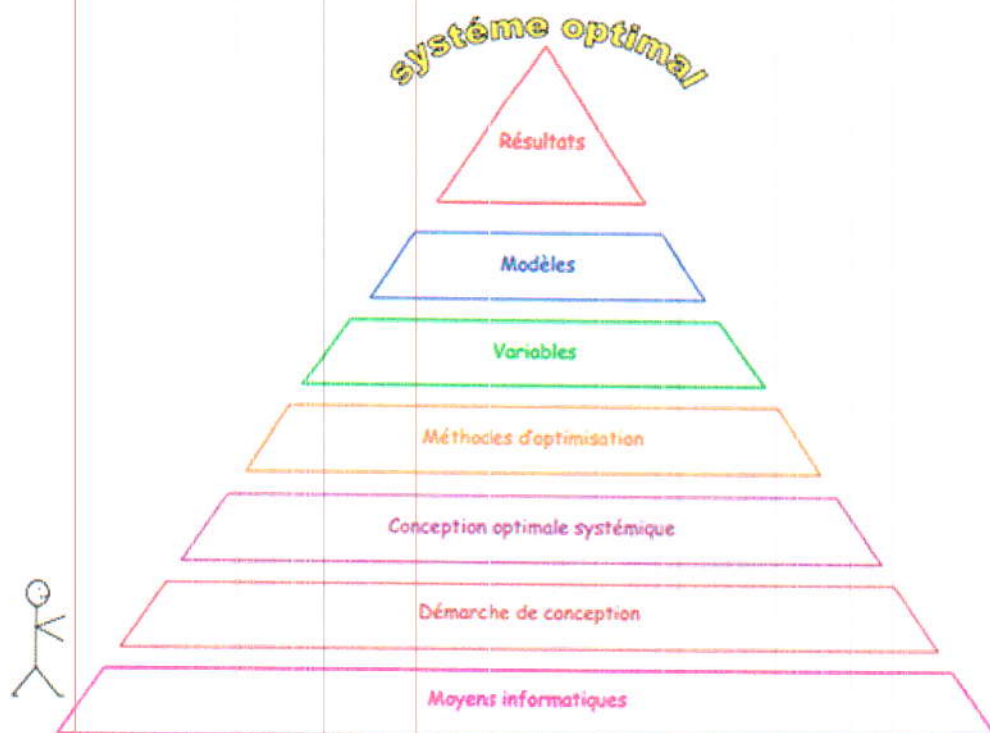 systéme optimal
Résultats
Modèles
Variables
Méthodes d'optimisation
Conception optimale systémique
Démarche de conception
Moyens informatiques